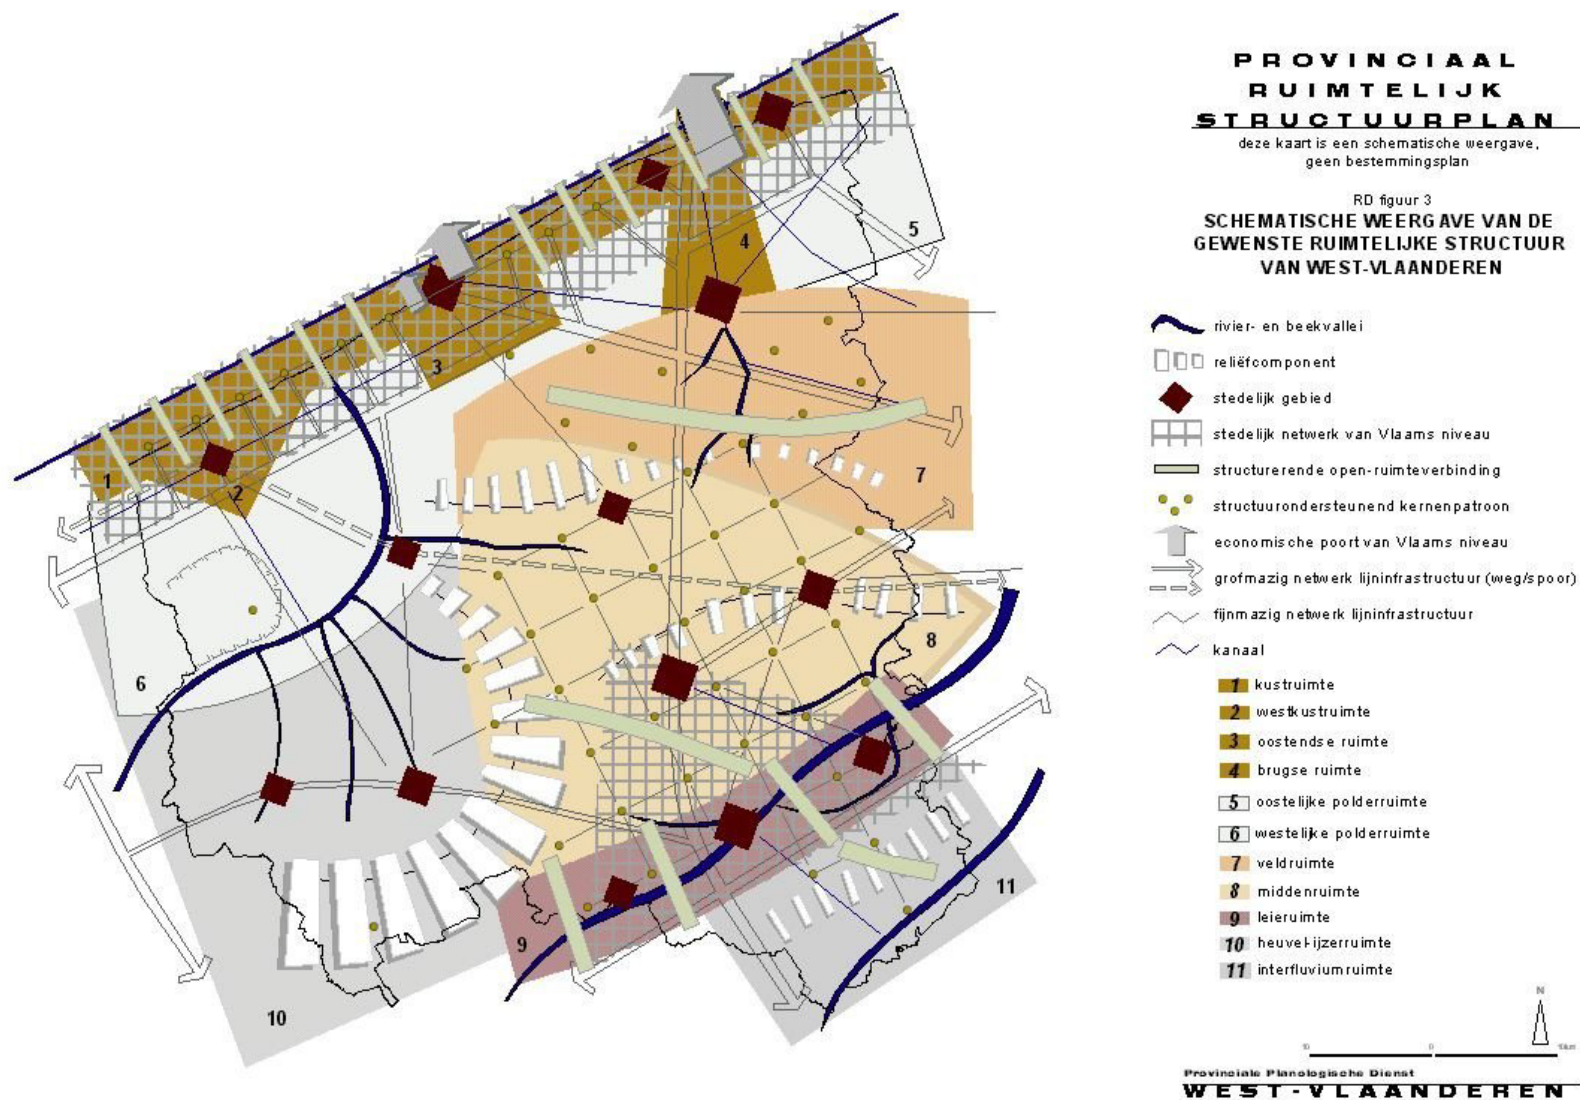 PROVINCIAAL
RUIMTELIJK
STRUCTUURPLAN
deze kaart is een schematische weergave,
geen bestemmingsplan
RD figuur 3
SCHEMATISCHE WEERGAVE VAN DE
GEWENSTE RUIMTELIJKE STRUCTUUR
VAN WEST-VLAANDEREN
rivier- en beekvallei
reliëfcomponent
stedelijk gebied
stedelijk netwerk van Vlaams niveau
structurerende open-ruimteverbinding
structuurondersteunend kernenpatroon
economische poort van Vlaams niveau
grofmazig netwerk lijninfrastructuur (weg/spoor)
fijnmazig netwerk lijninfrastructuur
kanaal
1 kustruimte
2 westkustruimte
3 oostendse ruimte
4 brugse ruimte
5 oostelijke polderruimte
6 westelijke polderruimte
7 veldruimte
8 middenruimte
9 leieruimte
10 heuvel-ijzerruimte
11 interfluviumruimte
N
10 0 10km
Provinciale Planologische Dienst
WEST-VLAANDEREN
5
4
3
1
2
7
8
6
11
9
10